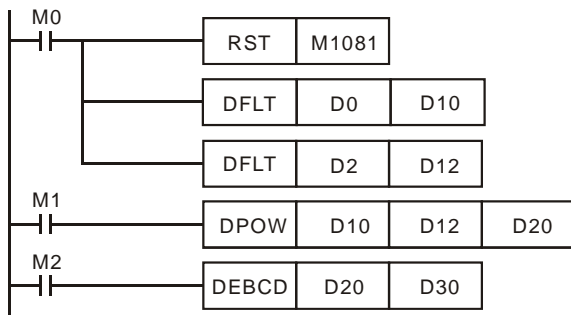 M0
RST M1081
DFLT D0 D10
DFLT D2 D12
M1
DPOW D10 D12 D20
M2
DEBCD D20 D30